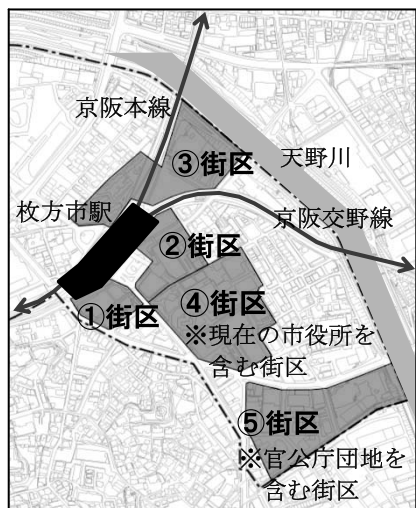 京阪本線
③街区
天野川
枚方市駅
京阪交野線
②街区
①街区
④街区
※現在の市役所を
含む街区
⑤街区
※官公庁団地を
含む街区